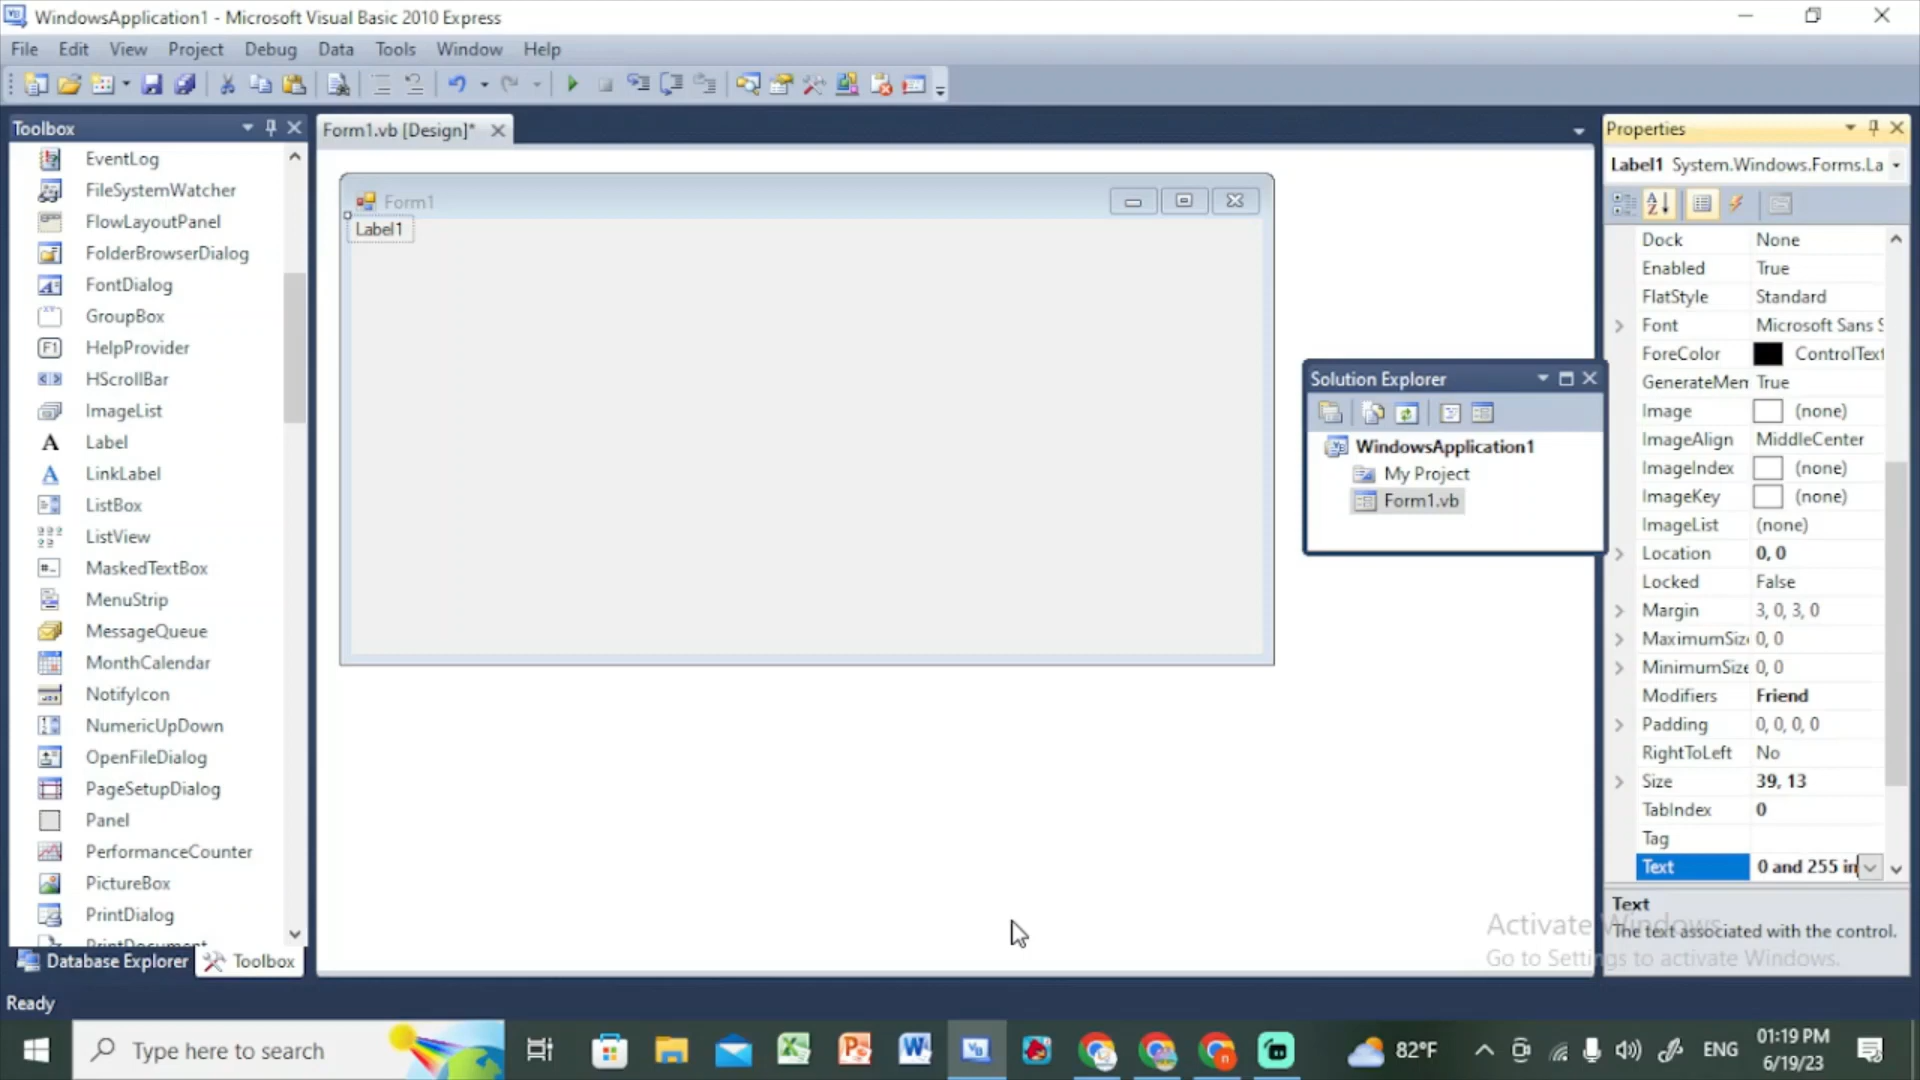 WindowsApplication1 - Microsoft Visual Basic 2010 Express
File Edit View Project Debug Data Tools Window Help
Toolbox
EventLog
FileSystemWatcher
FlowLayoutPanel
FolderBrowserDialog
FontDialog
GroupBox
HelpProvider
HScrollBar
ImageList
Label
LinkLabel
ListBox
ListView
MaskedTextBox
MenuStrip
MessageQueue
MonthCalendar
NotifyIcon
NumericUpDown
OpenFileDialog
PageSetupDialog
Panel
PerformanceCounter
PictureBox
PrintDialog
PrintDocument
Database Explorer Toolbox
Form1.vb [Design]*
Form1
Label1
Solution Explorer
WindowsApplication1
My Project
Form1.vb
Properties
Label1 System.Windows.Forms.La
Dock None
Enabled True
FlatStyle Standard
Font Microsoft Sans S
ForeColor ControlText
GenerateMem True
Image (none)
ImageAlign MiddleCenter
ImageIndex (none)
ImageKey (none)
ImageList (none)
Location 0, 0
Locked False
Margin 3, 0, 3, 0
MaximumSiz 0, 0
MinimumSize 0, 0
Modifiers Friend
Padding 0, 0, 0, 0
RightToLeft No
Size 39, 13
TabIndex 0
Tag
Text 0 and 255 in
Text
The text associated with the control.
Activate Windows
Go to Settings to activate Windows.
Ready
Type here to search
82°F
ENG
01:19 PM
6/19/23